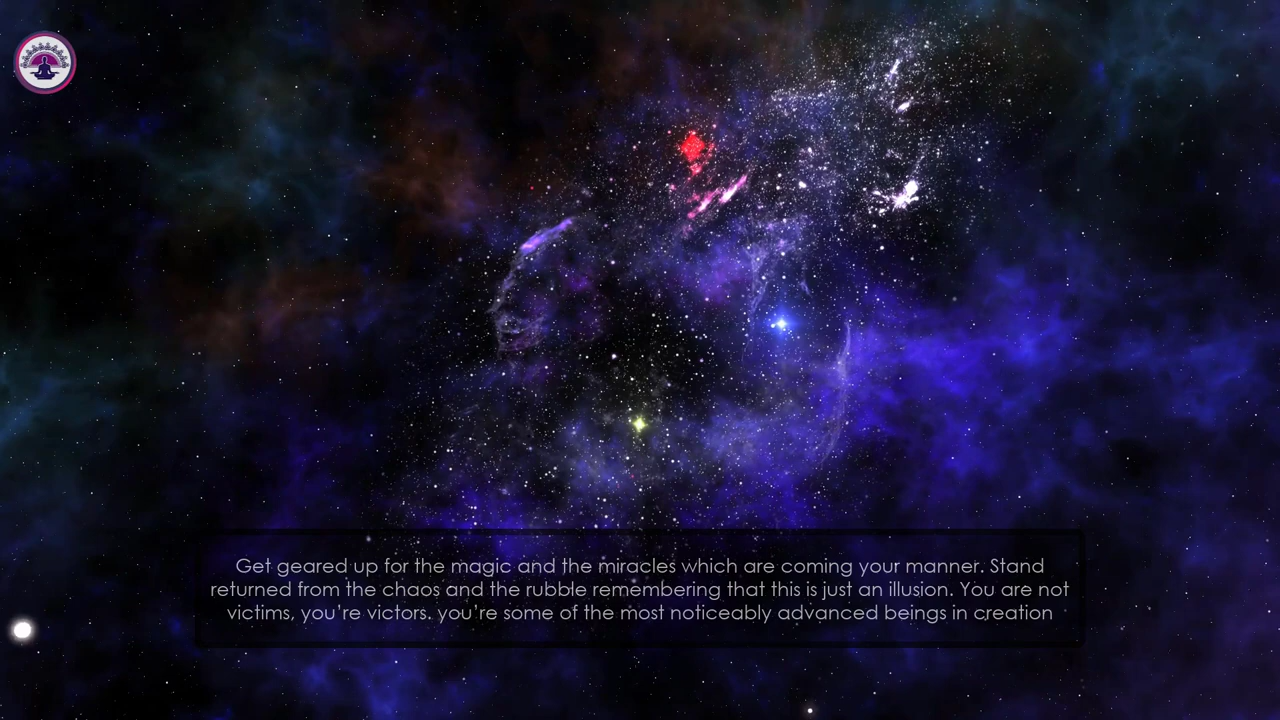 Get geared up for the magic and the miracles which are coming your manner. Stand
returned from the chaos and the rubble remembering that this is just an illusion. You are not
victims, you're victors. you're some of the most noticeably advanced beings in creation